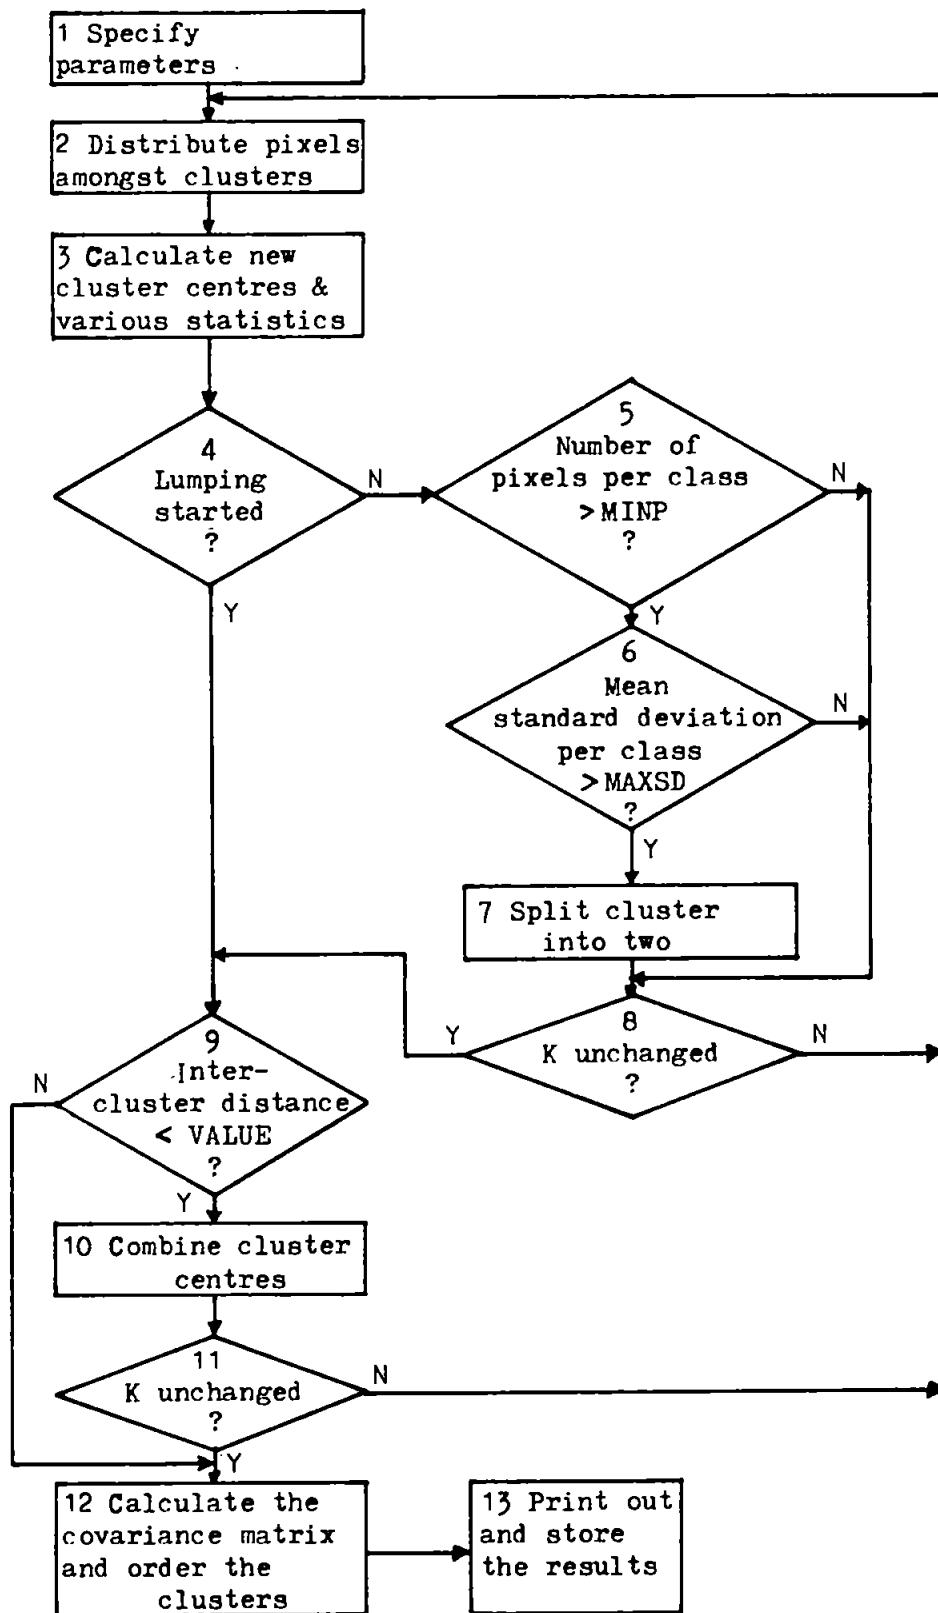 1 Specify
parameters
2 Distribute pixels
amongst clusters
3 Calculate new
cluster centres &
various statistics
4
Lumping
started
?
N
Y
5
Number of
pixels per class
>MINP
?
N
Y
6
Mean
standard deviation
per class
>MAXSD
?
N
Y
7 Split cluster
into two
8
K unchanged
?
Y
N
9
Inter-
cluster distance
< VALUE
?
N
Y
10 Combine cluster
centres
11
K unchanged
?
N
Y
12 Calculate the
covariance matrix
and order the
clusters
13 Print out
and store
the results